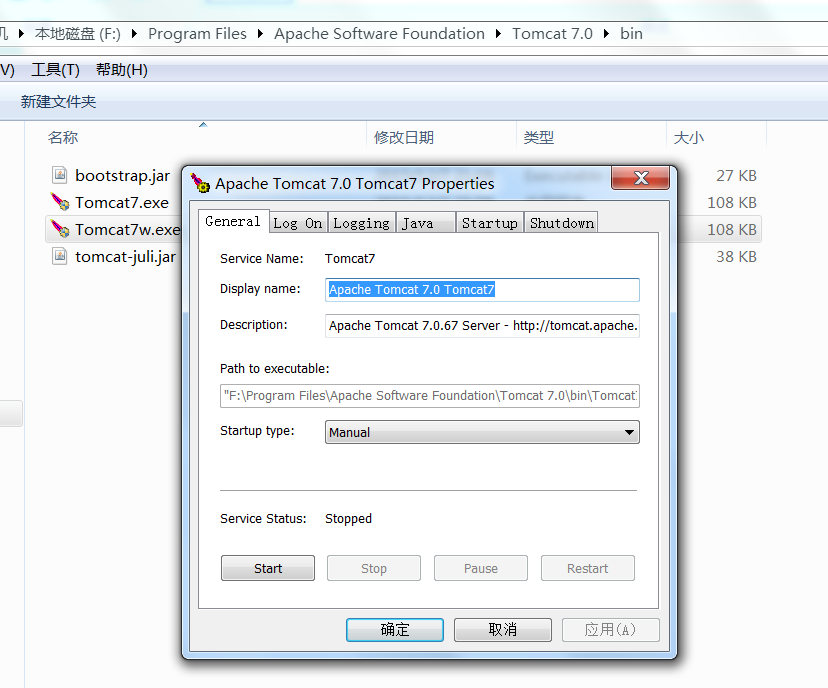 机 本地磁盘 (F:) Program Files Apache Software Foundation Tomcat 7.0 bin
V) 工具(T) 帮助(H)
新建文件夹
名称 修改日期 类型 大小
bootstrap.jar 27 KB
Tomcat7.exe 108 KB
Tomcat7w.exe 108 KB
tomcat-juli.jar 38 KB
Apache Tomcat 7.0 Tomcat7 Properties
General Log On Logging Java Startup Shutdown
Service Name: Tomcat7
Display name: Apache Tomcat 7.0 Tomcat7
Description: Apache Tomcat 7.0.67 Server - http://tomcat.apache.
Path to executable:
"F:\Program Files\Apache Software Foundation\Tomcat 7.0\bin\Tomcat
Startup type: Manual
Service Status: Stopped
Start Stop Pause Restart
确定 取消 应用(A)